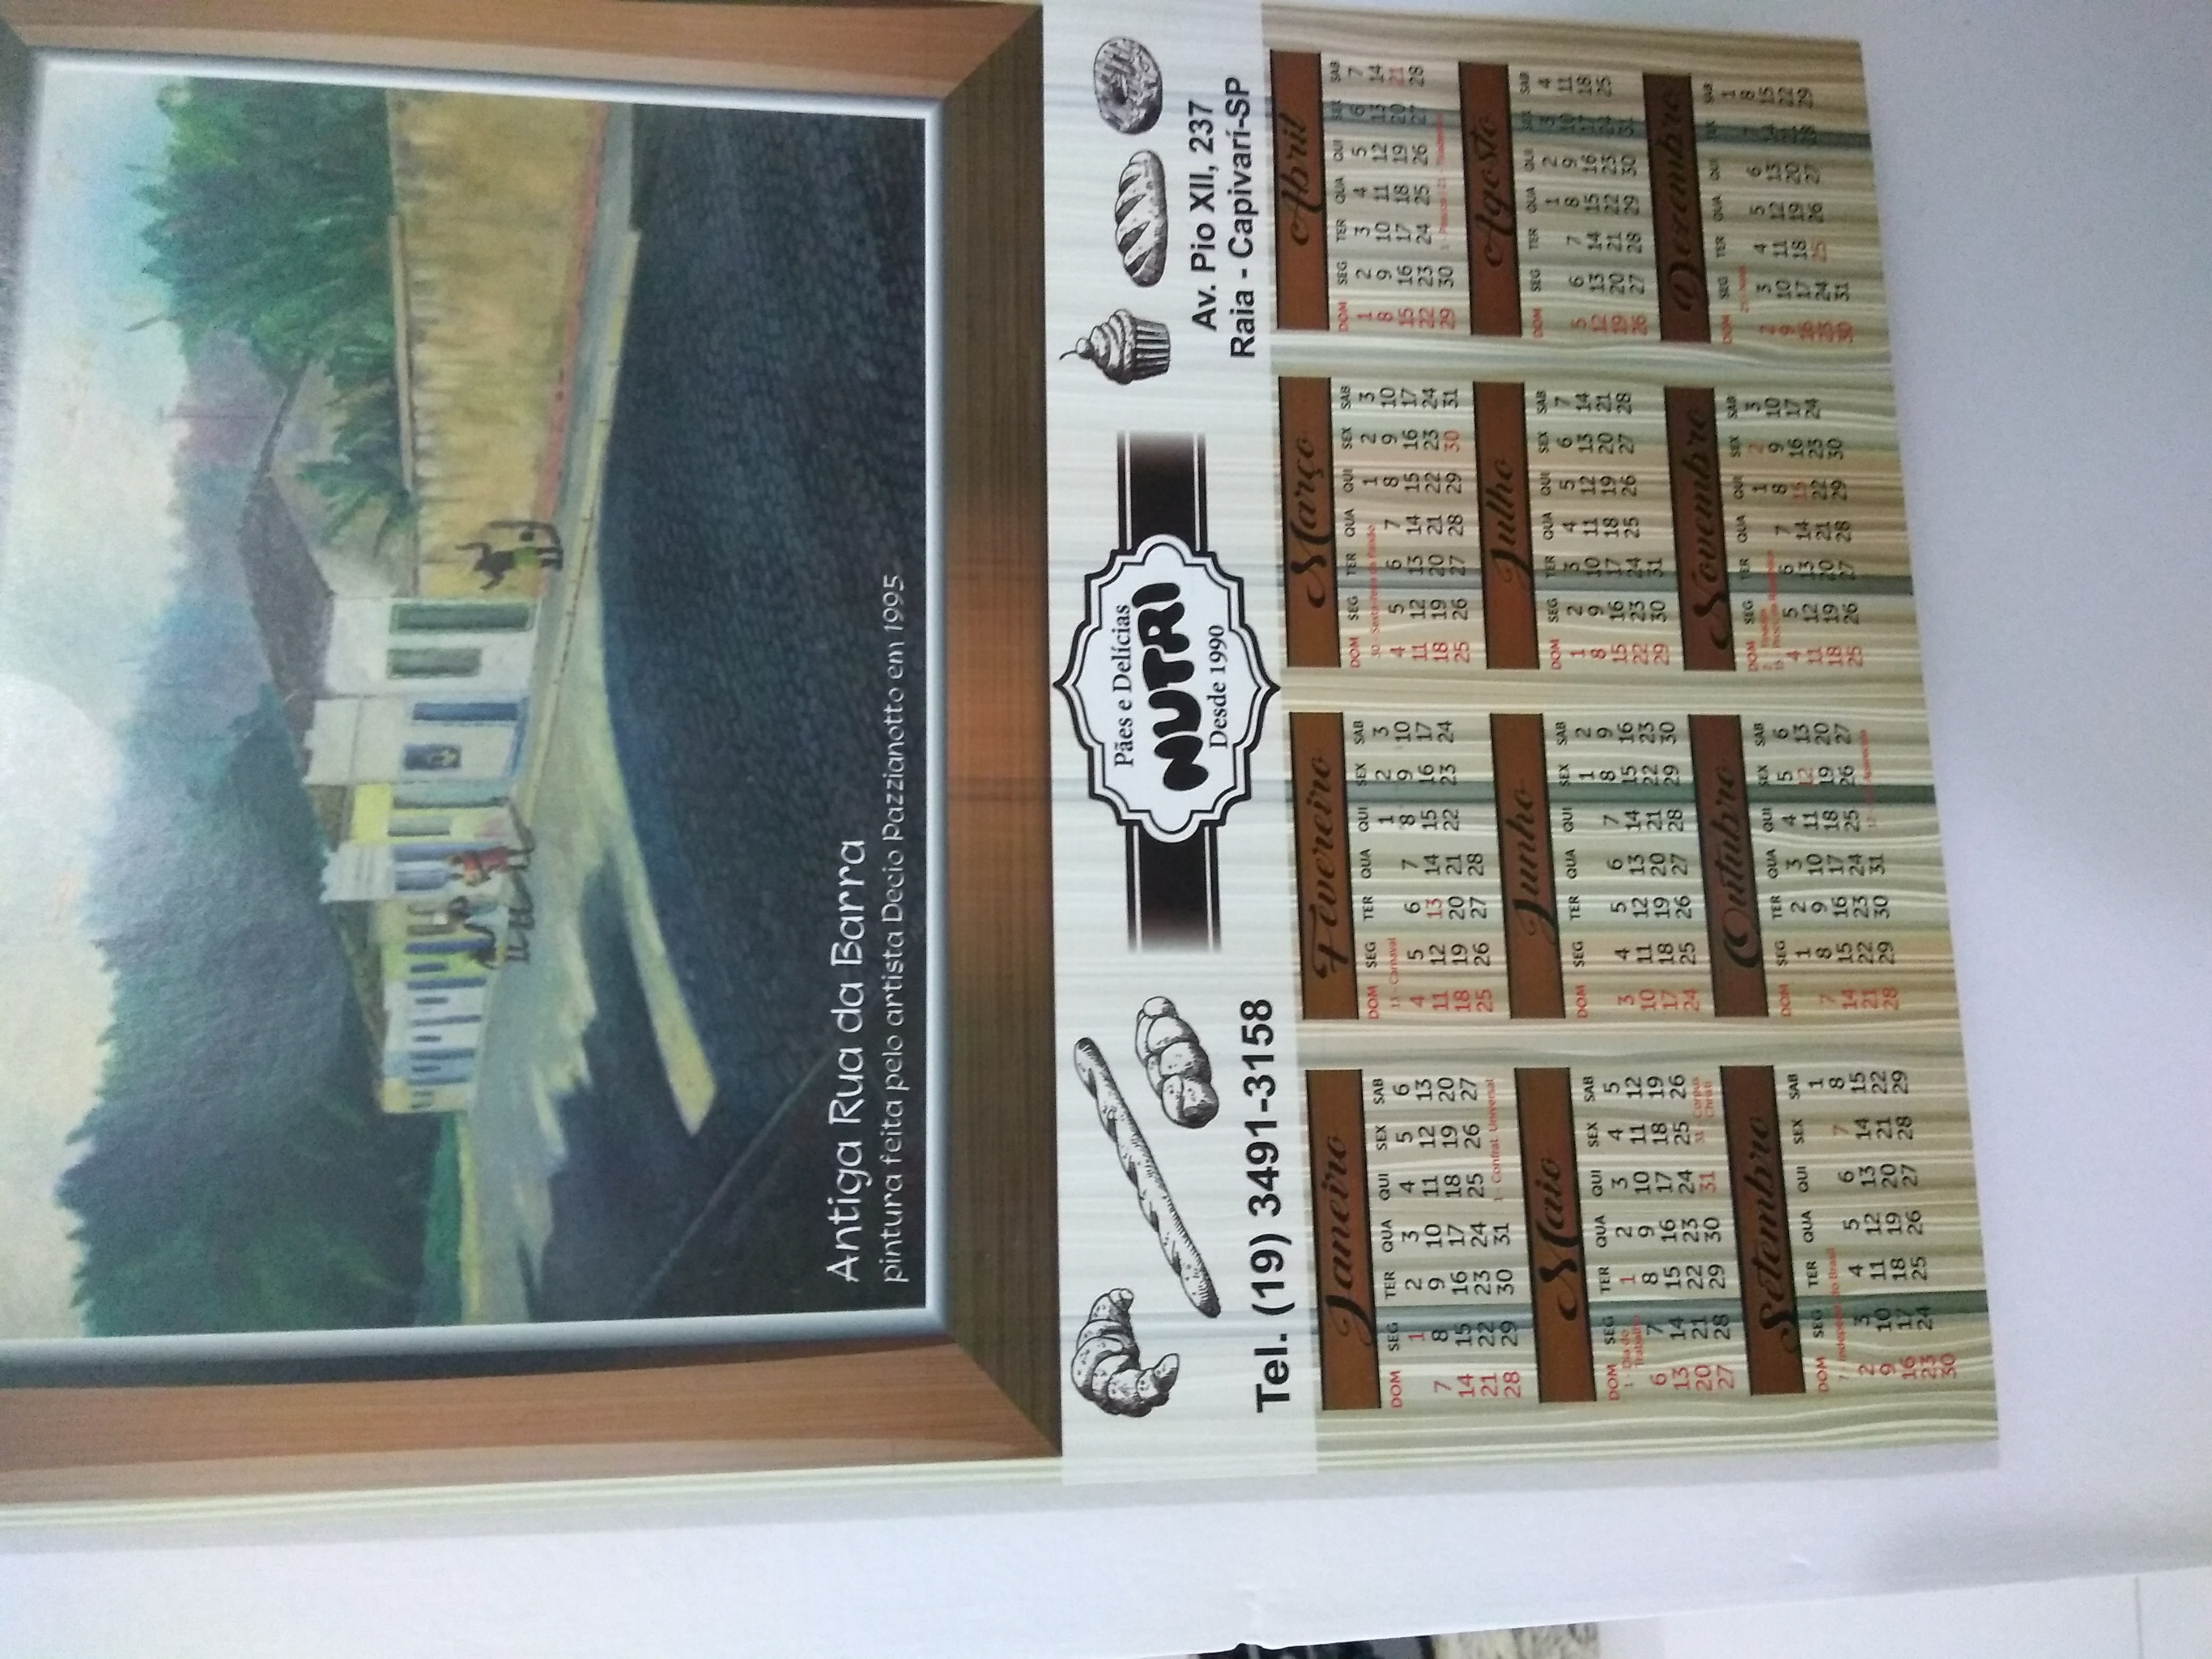 Antiga Rua da Barra
pintura feita pelo artista Decio Pazzianotto em 1995
Tel. (19) 3491-3158
Pães e Delícias
NUTRI
Desde 1990
Av. Pio XII, 237
Raia - Capivari-SP
Janeiro
DOM SEG TER QUA QUI SEX SAB
1 2 3 4 5 6
7 8 9 10 11 12 13
14 15 16 17 18 19 20
21 22 23 24 25 26 27
28 29 30 31 1 - Confrat. Universal
Fevereiro
DOM SEG TER QUA QUI SEX SAB
13 - Carnaval 1 2 3
4 5 6 7 8 9 10
11 12 13 14 15 16 17
18 19 20 21 22 23 24
25 26 27 28
Março
DOM SEG TER QUA QUI SEX SAB
30 - Sexta-feira da Paixão 1 2 3
4 5 6 7 8 9 10
11 12 13 14 15 16 17
18 19 20 21 22 23 24
25 26 27 28 29 30 31
Abril
DOM SEG TER QUA QUI SEX SAB
1 2 3 4 5 6 7
8 9 10 11 12 13 14
15 16 17 18 19 20 21
22 23 24 25 26 27 28
29 30 1 - Páscoa | 21 - Tiradentes
Maio
DOM SEG TER QUA QUI SEX SAB
1 - Dia do Trabalho 1 2 3 4 5
6 7 8 9 10 11 12
13 14 15 16 17 18 19
20 21 22 23 24 25 26
27 28 29 30 31 31 - Corpus Christi
Junho
DOM SEG TER QUA QUI SEX SAB
1 2
3 4 5 6 7 8 9
10 11 12 13 14 15 16
17 18 19 20 21 22 23
24 25 26 27 28 29 30
Julho
DOM SEG TER QUA QUI SEX SAB
1 2 3 4 5 6 7
8 9 10 11 12 13 14
15 16 17 18 19 20 21
22 23 24 25 26 27 28
29 30 31
Agosto
DOM SEG TER QUA QUI SEX SAB
1 2 3 4
5 6 7 8 9 10 11
12 13 14 15 16 17 18
19 20 21 22 23 24 25
26 27 28 29 30 31
Setembro
DOM SEG TER QUA QUI SEX SAB
1
7 - Independ. do Brasil
2 3 4 5 6 7 8
9 10 11 12 13 14 15
16 17 18 19 20 21 22
23 24 25 26 27 28 29
30
Outubro
DOM SEG TER QUA QUI SEX SAB
1 2 3 4 5 6
7 8 9 10 11 12 13
14 15 16 17 18 19 20
21 22 23 24 25 26 27
28 29 30 31 12 - Aparecida
Novembro
DOM SEG TER QUA QUI SEX SAB
2 - Finados 1 2 3
15 - Proc. da República
4 5 6 7 8 9 10
11 12 13 14 15 16 17
18 19 20 21 22 23 24
25 26 27 28 29 30
Dezembro
DOM SEG TER QUA QUI SEX SAB
25 - Natal 1
2 3 4 5 6 7 8
9 10 11 12 13 14 15
16 17 18 19 20 21 22
23 24 25 26 27 28 29
30 31